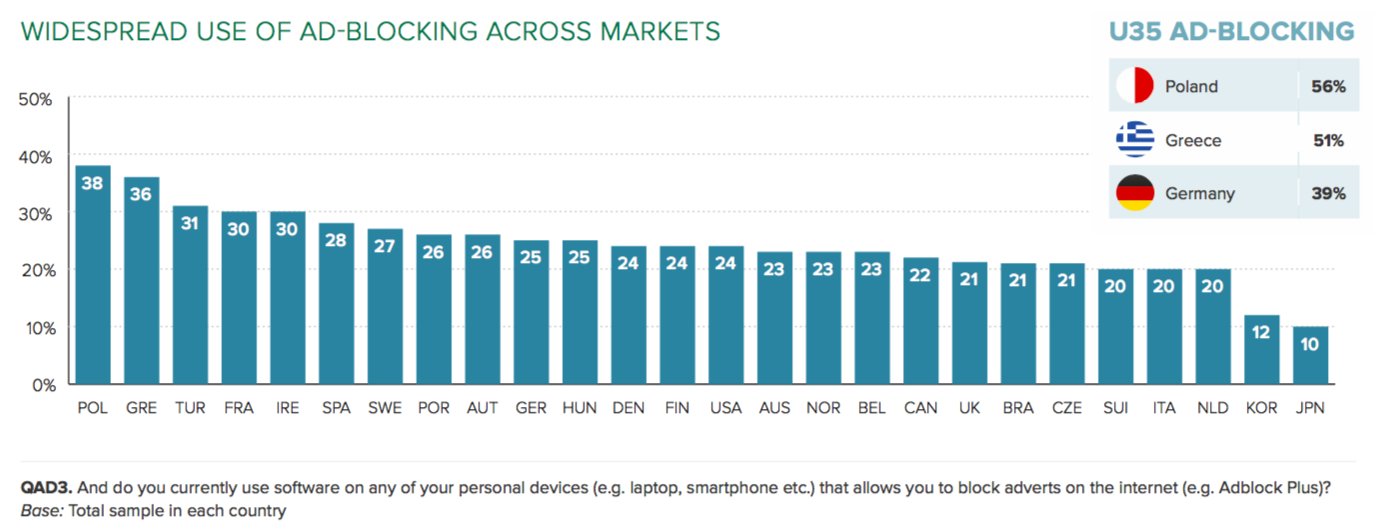 WIDESPREAD USE OF AD-BLOCKING ACROSS MARKETS
U35 AD-BLOCKING
Poland 56%
Greece 51%
Germany 39%
50%
40%
30%
20%
10%
0%
38 36 31 30 30 28 27 26 26 25 25 24 24 24 23 23 23 22 21 21 21 20 20 20 12 10
POL GRE TUR FRA IRE SPA SWE POR AUT GER HUN DEN FIN USA AUS NOR BEL CAN UK BRA CZE SUI ITA NLD KOR JPN
QAD3. And do you currently use software on any of your personal devices (e.g. laptop, smartphone etc.) that allows you to block adverts on the internet (e.g. Adblock Plus)?
Base: Total sample in each country